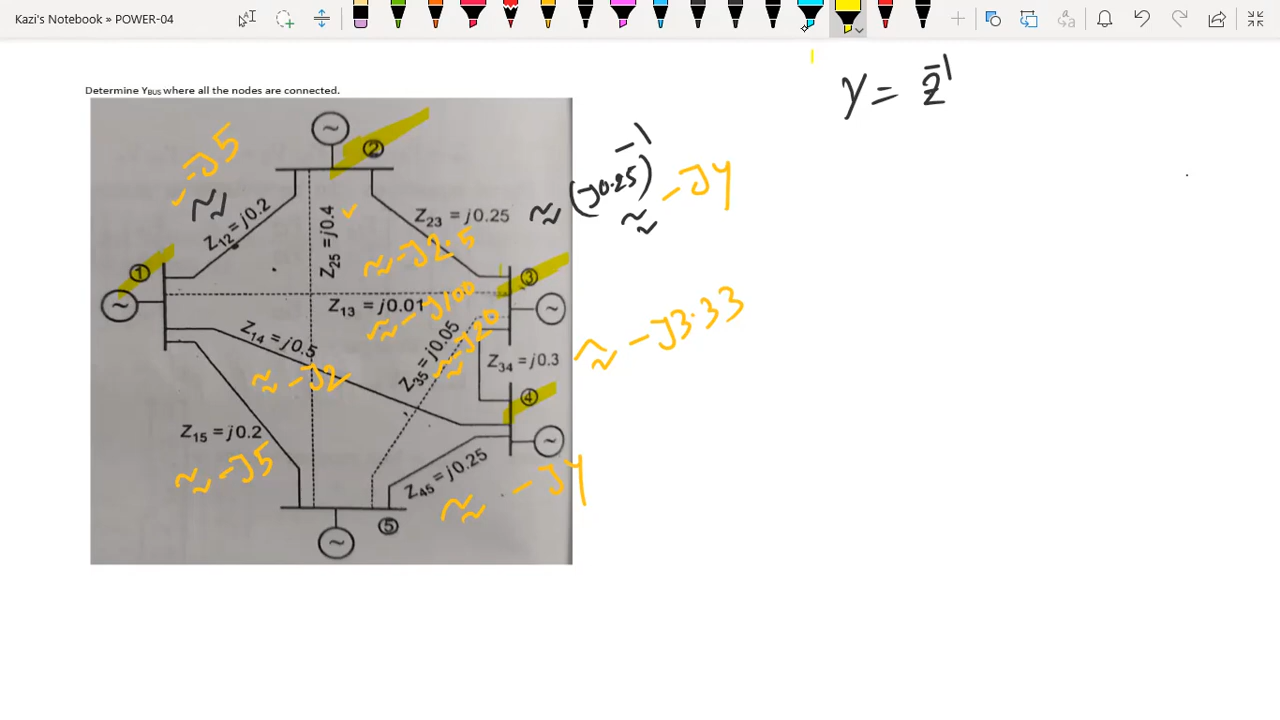 Kazi's Notebook » POWER-04
Determine YBUS where all the nodes are connected.
Y = Z̄¹
~
②
-J5
≈
Z12 = j0.2
Z25 = j0.4
✓
Z23 = j0.25
≈ (J0.25)⁻¹ ≈ -J4
≈ -J2.5
①
③
~
~
Z13 = j0.01
≈ -J100
Z14 = j0.5
≈ -J2
Z35 = j0.05
≈ -J20
Z34 = j0.3
≈ -J3.33
④
~
Z15 = j0.2
≈ -J5
Z45 = j0.25
≈ -J4
⑤
~